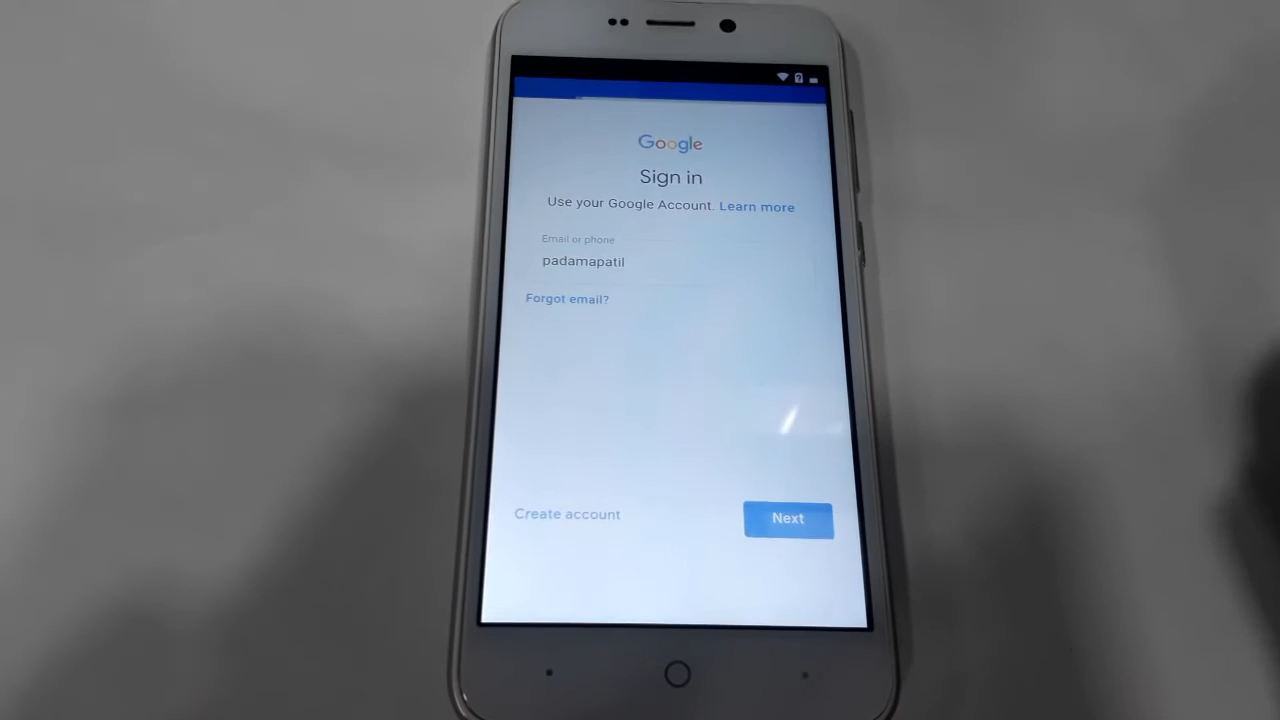 Google
Sign in
Use your Google Account. Learn more
Email or phone
padamapatil
Forgot email?
Create account
Next